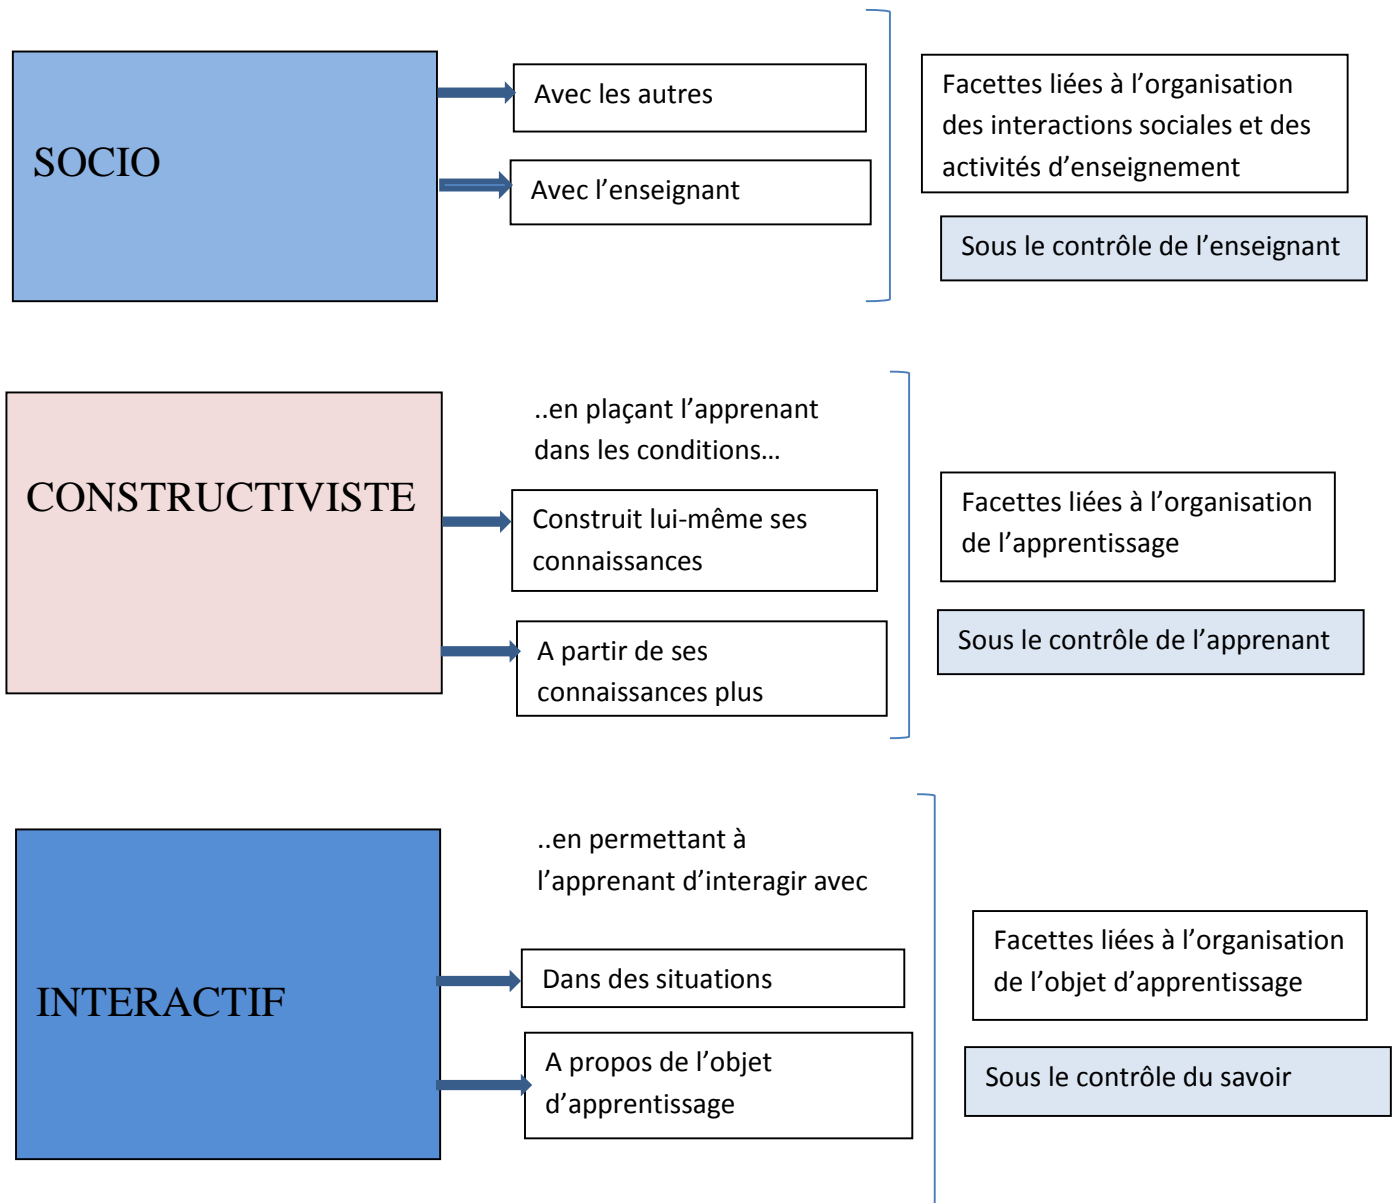 SOCIO
Avec les autres
Avec l’enseignant
Facettes liées à l’organisation
des interactions sociales et des
activités d’enseignement
Sous le contrôle de l’enseignant
CONSTRUCTIVISTE
..en plaçant l’apprenant
dans les conditions…
Construit lui-même ses
connaissances
A partir de ses
connaissances plus
Facettes liées à l’organisation
de l’apprentissage
Sous le contrôle de l’apprenant
INTERACTIF
..en permettant à
l’apprenant d’interagir avec
Dans des situations
A propos de l’objet
d’apprentissage
Facettes liées à l’organisation
de l’objet d’apprentissage
Sous le contrôle du savoir